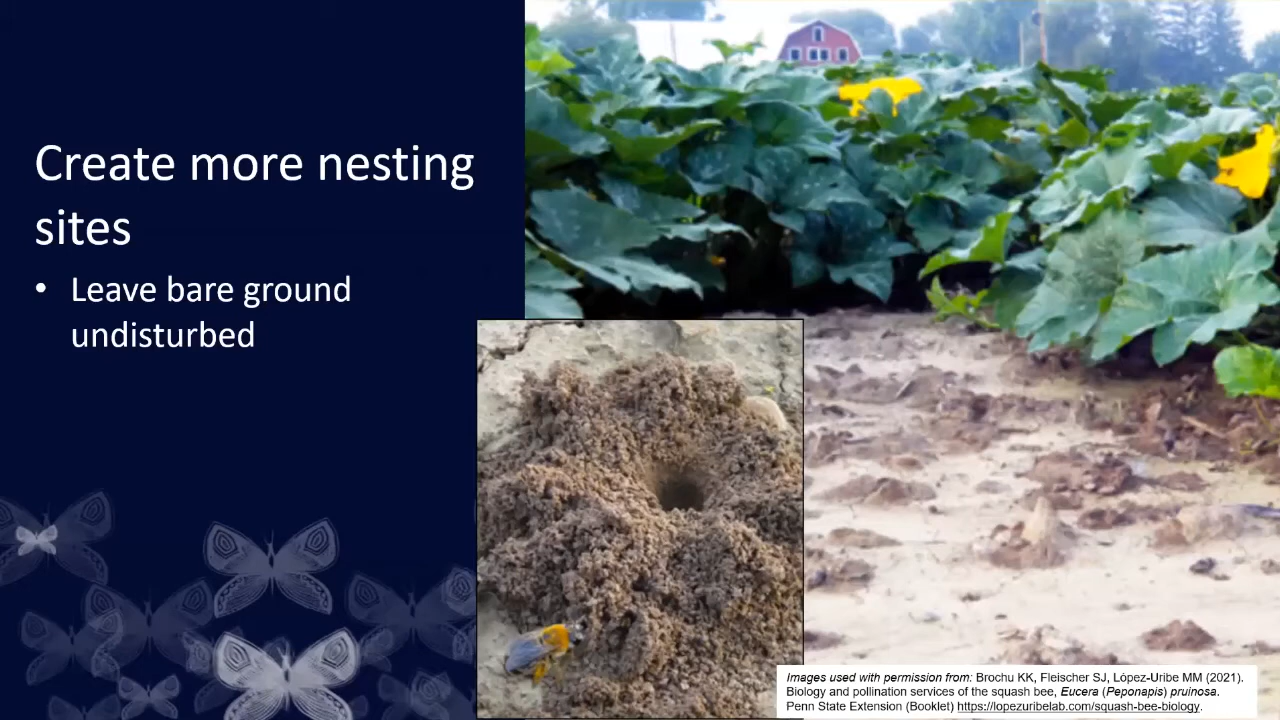 Create more nesting
sites
• Leave bare ground
undisturbed
Images used with permission from: Brochu KK, Fleischer SJ, López-Uribe MM (2021).
Biology and pollination services of the squash bee, Eucera (Peponapis) pruinosa.
Penn State Extension (Booklet) https://lopezuribelab.com/squash-bee-biology.